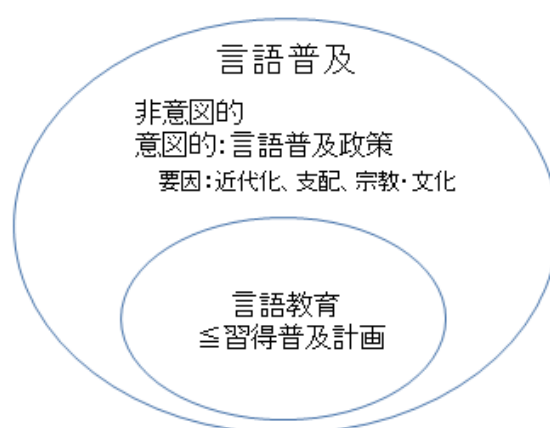 言語普及
非意図的
意図的：言語普及政策
要因：近代化、支配、宗教・文化
言語教育
≦習得普及計画